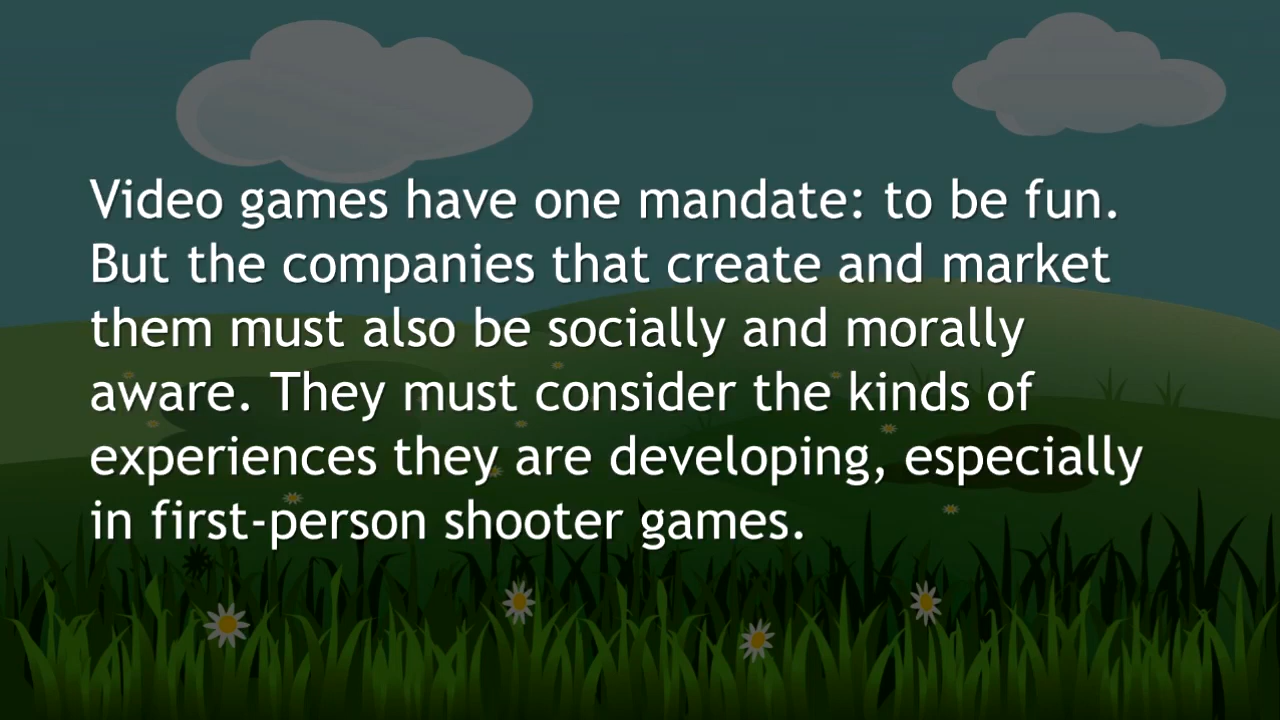 Video games have one mandate: to be fun.
But the companies that create and market
them must also be socially and morally
aware. They must consider the kinds of
experiences they are developing, especially
in first-person shooter games.